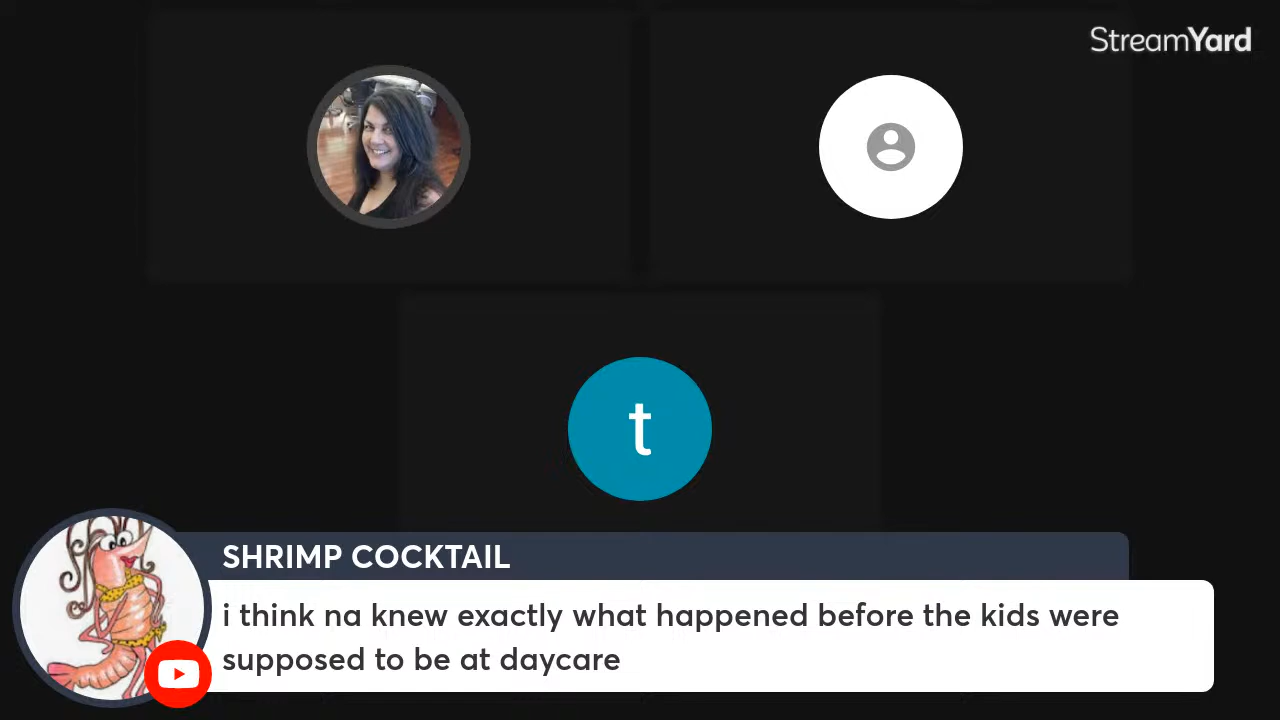 StreamYard
t
SHRIMP COCKTAIL
i think na knew exactly what happened before the kids were
supposed to be at daycare